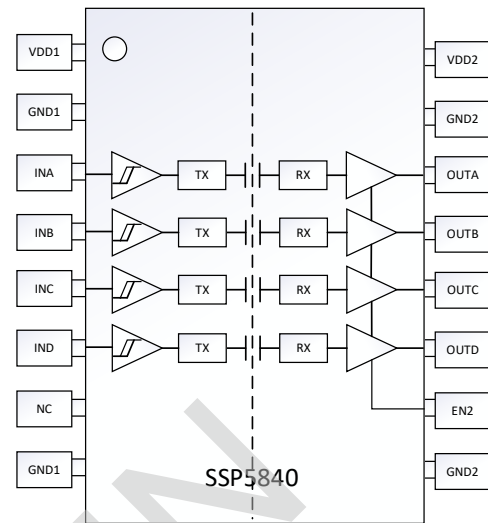 VDD1
VDD2
GND1
GND2
INA
TX
RX
OUTA
INB
TX
RX
OUTB
INC
TX
RX
OUTC
IND
TX
RX
OUTD
NC
EN2
GND1
GND2
SSP5840